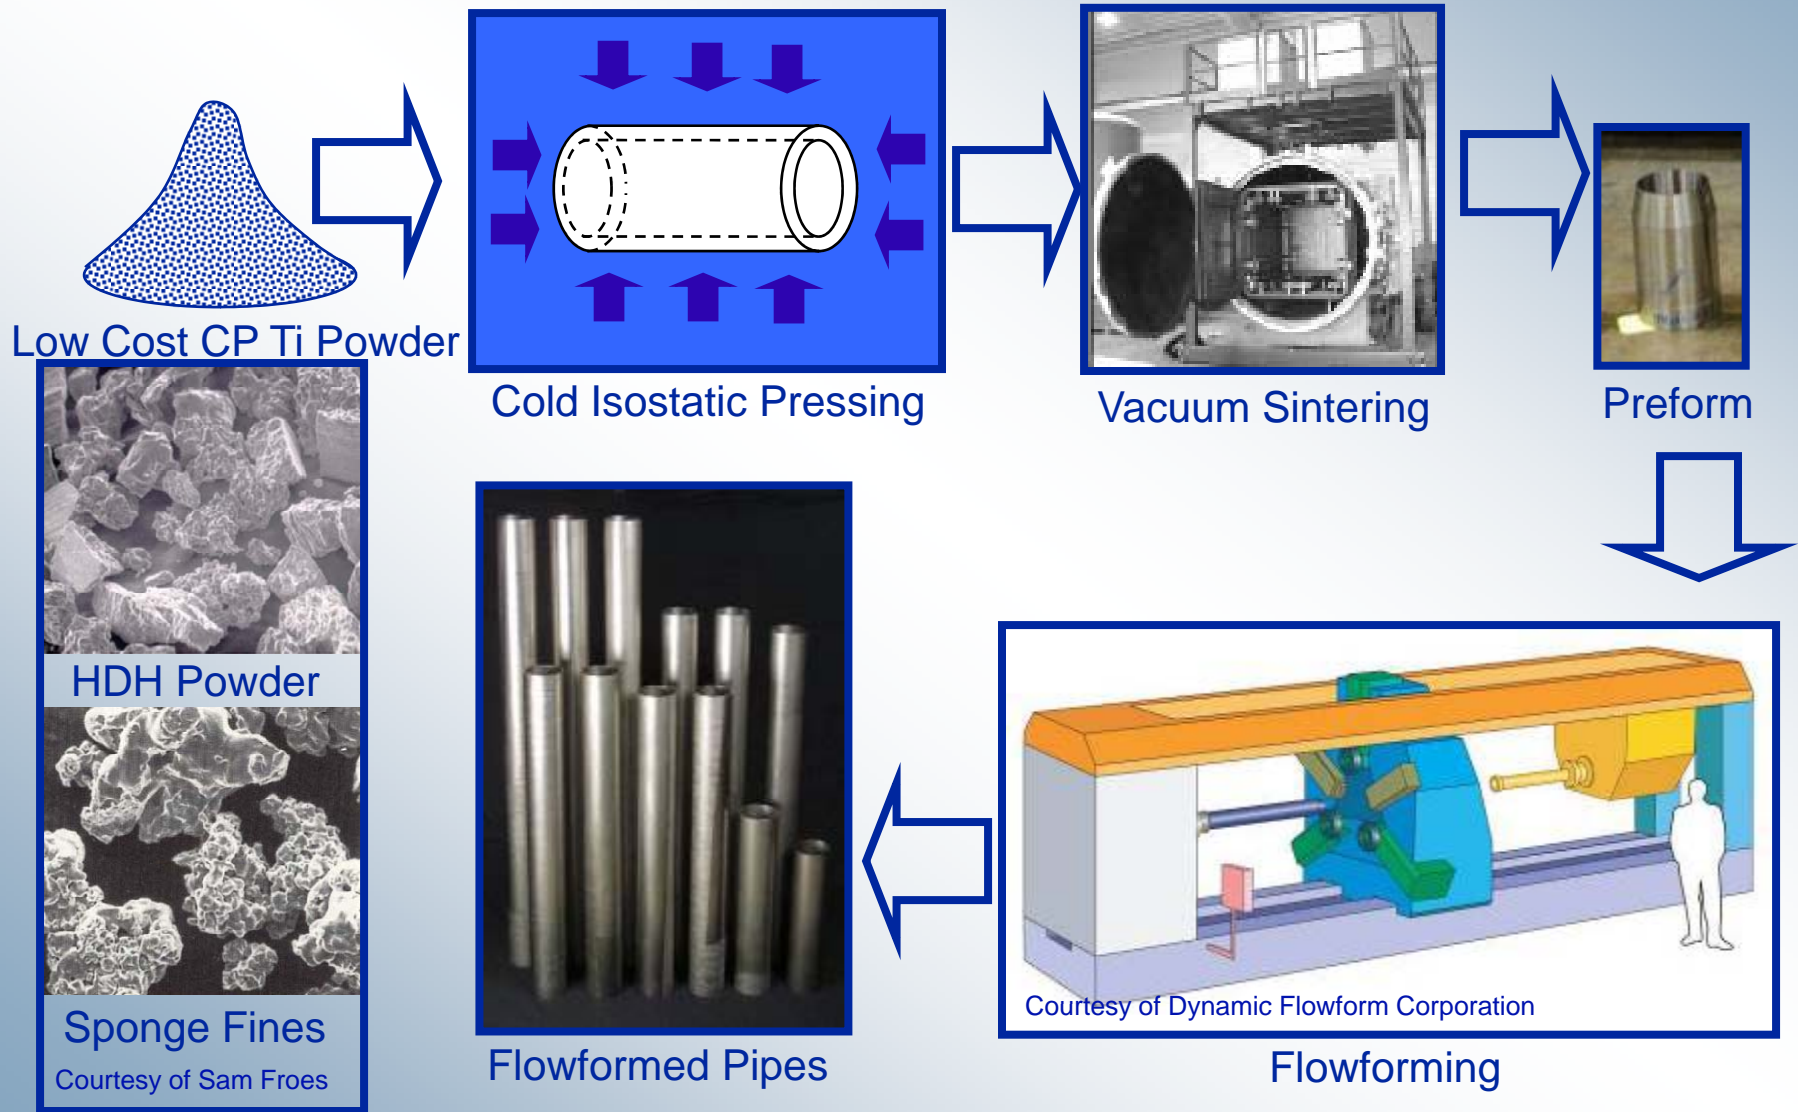 Low Cost CP Ti Powder
HDH Powder
Sponge Fines
Courtesy of Sam Froes
Cold Isostatic Pressing
Vacuum Sintering
Preform
Courtesy of Dynamic Flowform Corporation
Flowforming
Flowformed Pipes